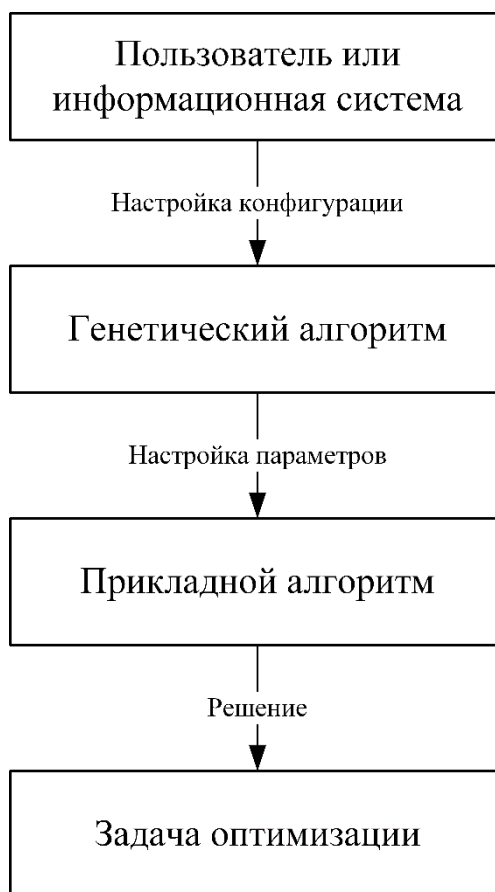 Пользователь или
информационная система
Настройка конфигурации
Генетический алгоритм
Настройка параметров
Прикладной алгоритм
Решение
Задача оптимизации